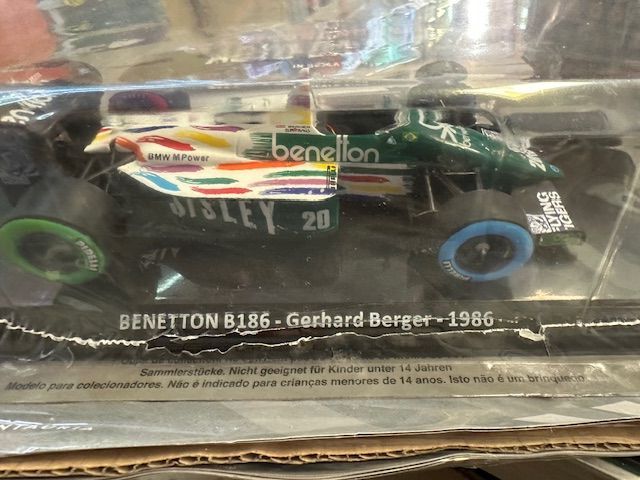 BMW M Power
benetton
SISLEY
20
FLYING
TIGERS
BENETTON B186 - Gerhard Berger - 1986
Sammlerstücke. Nicht geeignet für Kinder unter 14 Jahren
Modelo para colecionadores. Não é indicado para crianças menores de 14 anos. Isto não é um brinquedo